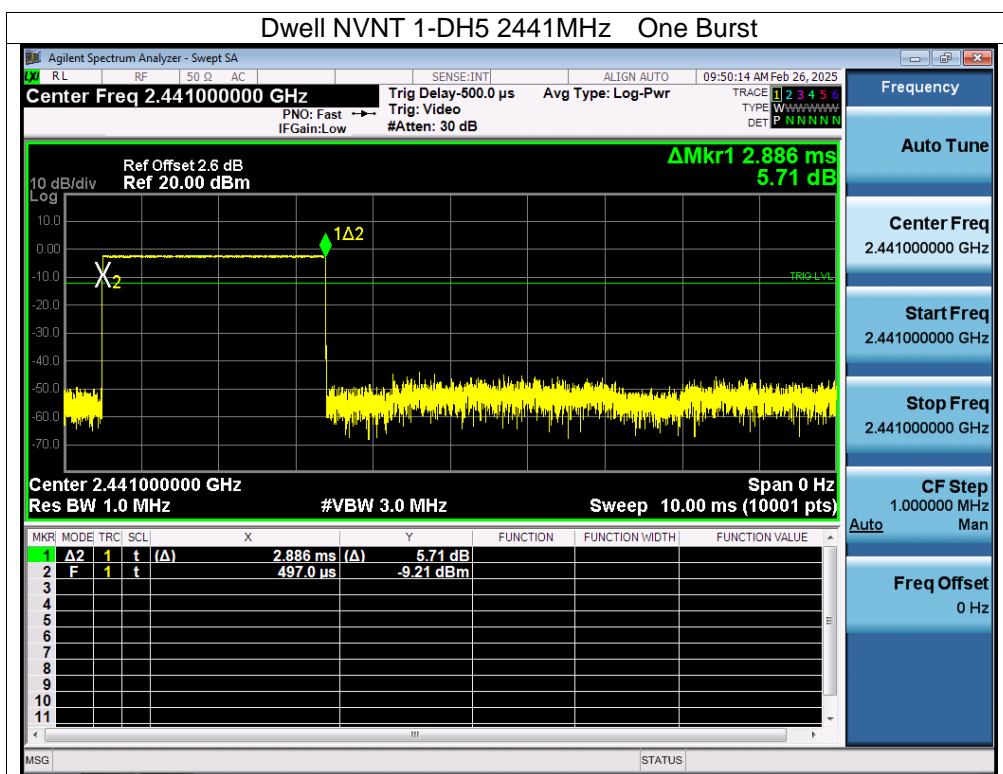 Dwell NVNT 1-DH5 2441MHz One Burst
Agilent Spectrum Analyzer - Swept SA
LXI RL RF 50 Ω AC SENSE:INT ALIGN AUTO 09:50:14 AM Feb 26, 2025
Center Freq 2.441000000 GHz
PNO: Fast
IFGain:Low
Trig Delay-500.0 µs
Trig: Video
#Atten: 30 dB
Avg Type: Log-Pwr
TRACE 1 2 3 4 5 6
TYPE WWWWWWW
DET P N N N N N
ΔMkr1 2.886 ms
5.71 dB
Ref Offset 2.6 dB
10 dB/div Ref 20.00 dBm
Log
10.0
0.00
-10.0
-20.0
-30.0
-40.0
-50.0
-60.0
-70.0
1Δ2
X2
TRIG LVL
Center 2.441000000 GHz Span 0 Hz
Res BW 1.0 MHz #VBW 3.0 MHz Sweep 10.00 ms (10001 pts)
MKR MODE TRC SCL X Y FUNCTION FUNCTION WIDTH FUNCTION VALUE
1 Δ2 1 t (Δ) 2.886 ms (Δ) 5.71 dB
2 F 1 t 497.0 µs -9.21 dBm
3
4
5
6
7
8
9
10
11
MSG STATUS
Frequency
Auto Tune
Center Freq
2.441000000 GHz
Start Freq
2.441000000 GHz
Stop Freq
2.441000000 GHz
CF Step
1.000000 MHz
Auto Man
Freq Offset
0 Hz